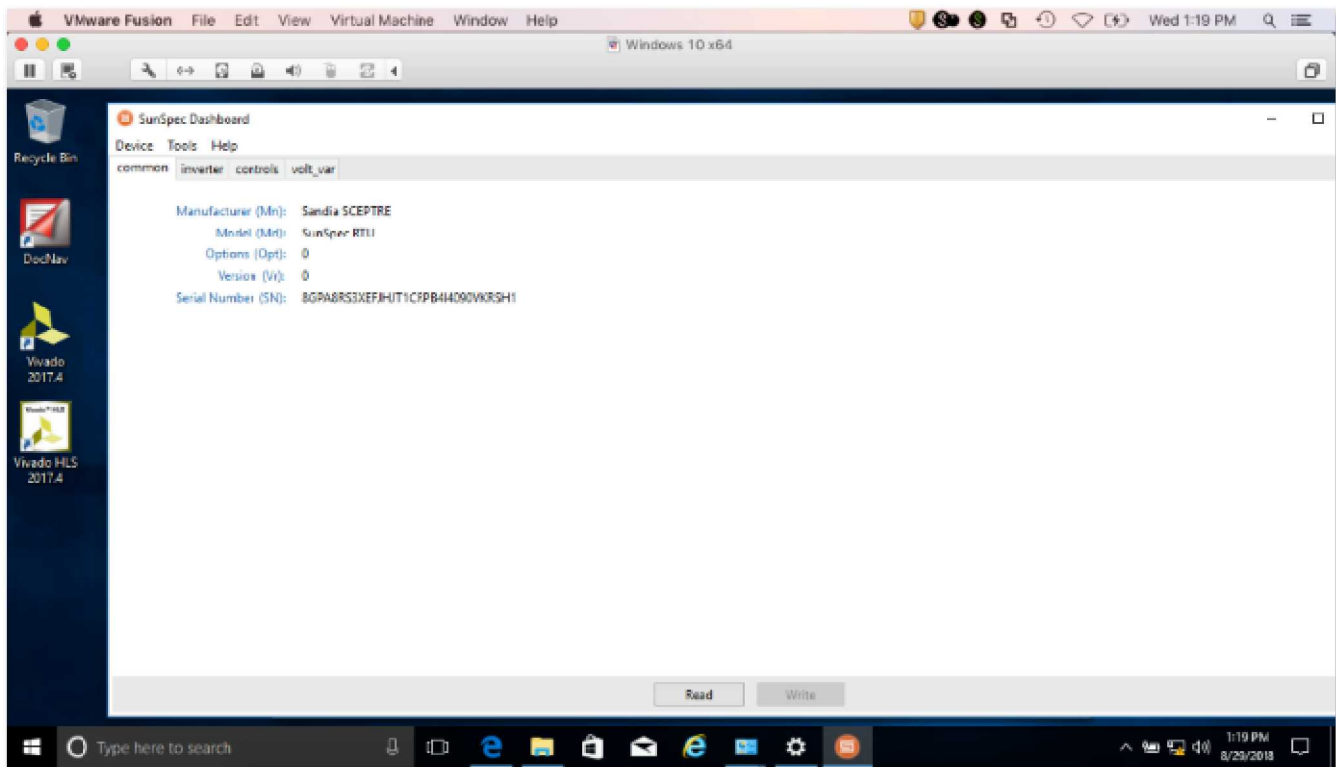 VMware Fusion File Edit View Virtual Machine Window Help Wed 1:19 PM
Windows 10 x64
Recycle Bin
SunSpec Dashboard
Device Tools Help
common inverter controls volt_var
Manufacturer (Mn): Sandia SCEPTRE
Model (Md): SunSpec RTU
Options (Opt): 0
Version (Vr): 0
Serial Number (SN):
DocNav
Vivado
2017.4
Vivado HLS
2017.4
Read Write
Type here to search
1:19 PM
8/29/2018